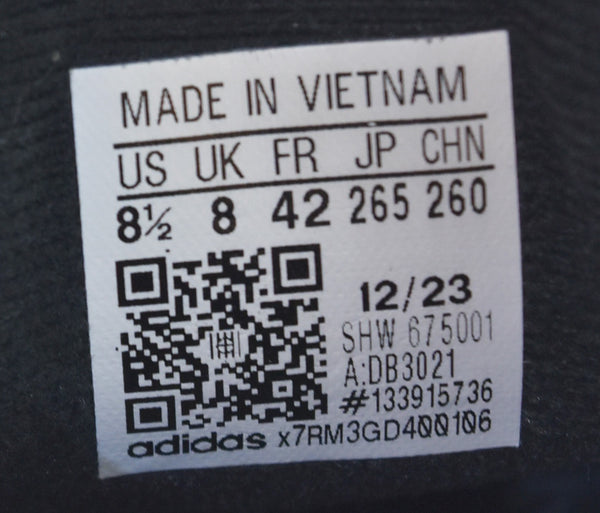 MADE IN VIETNAM
US UK FR JP CHN
8½ 8 42 265 260
12/23
SHW 675001
A:DB3021
#133915736
adidas x7RM3GD400106